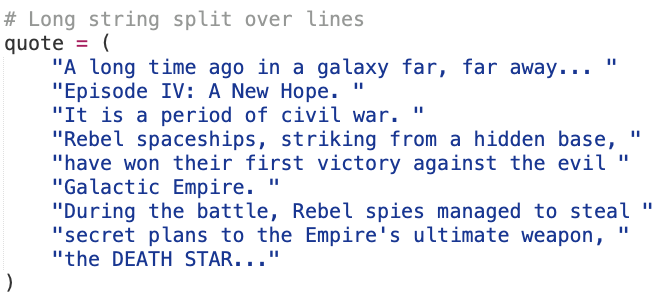 # Long string split over lines
quote = (
    "A long time ago in a galaxy far, far away... "
    "Episode IV: A New Hope. "
    "It is a period of civil war. "
    "Rebel spaceships, striking from a hidden base, "
    "have won their first victory against the evil "
    "Galactic Empire. "
    "During the battle, Rebel spies managed to steal "
    "secret plans to the Empire's ultimate weapon, "
    "the DEATH STAR..."
)